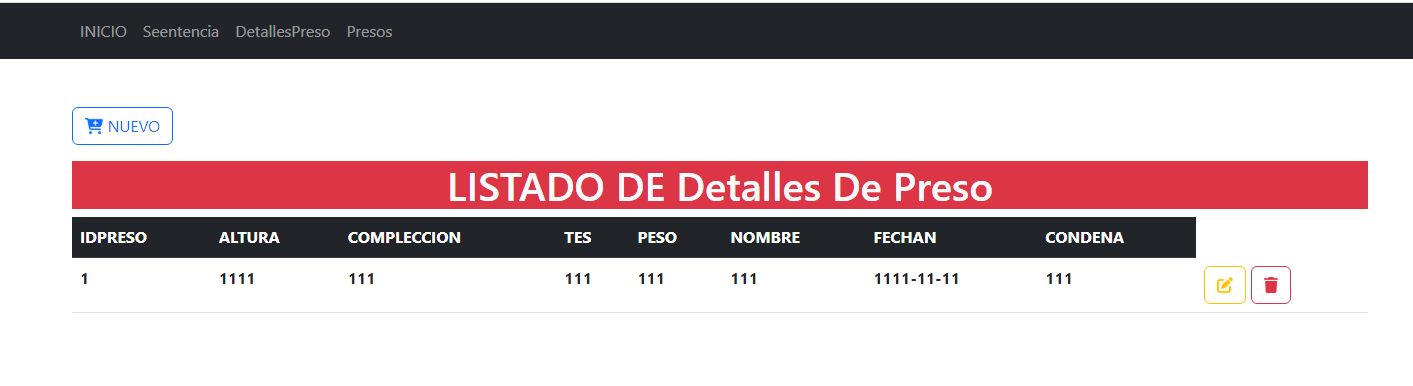 INICIO Seentencia DetallesPreso Presos
NUEVO
LISTADO DE Detalles De Preso
IDPRESO ALTURA COMPLECCION TES PESO NOMBRE FECHAN CONDENA
1 1111 111 111 111 111 1111-11-11 111